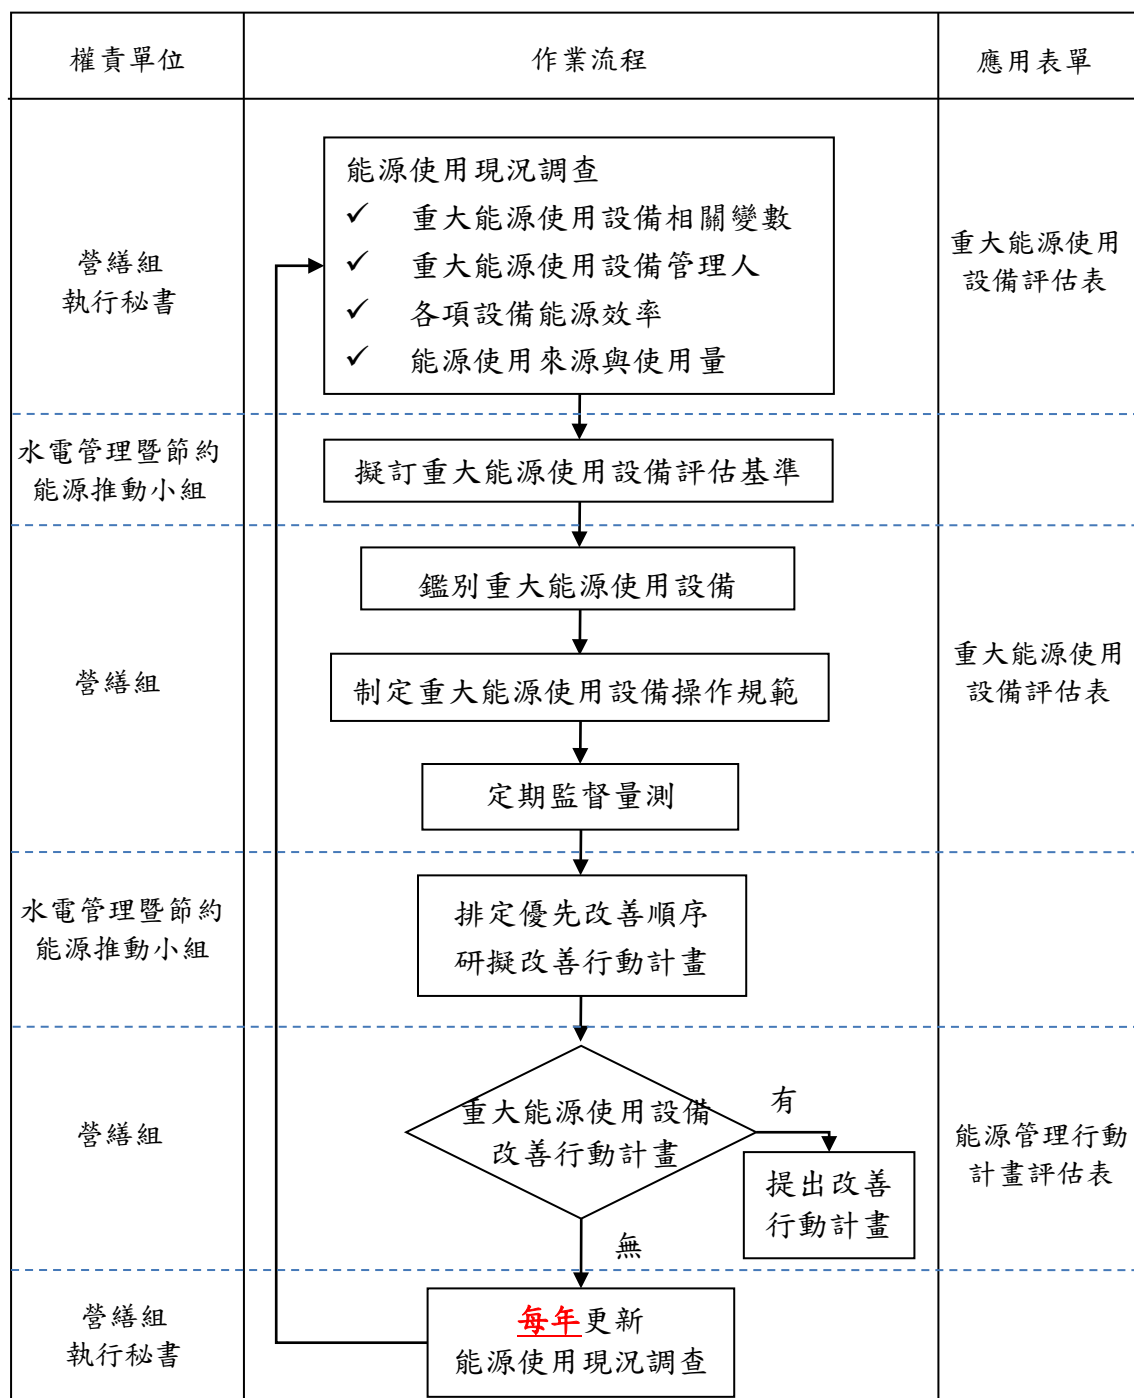 權責單位
作業流程
應用表單
營繕組
執行秘書
能源使用現況調查
✓ 重大能源使用設備相關變數
✓ 重大能源使用設備管理人
✓ 各項設備能源效率
✓ 能源使用來源與使用量
重大能源使用
設備評估表
水電管理暨節約
能源推動小組
擬訂重大能源使用設備評估基準
營繕組
鑑別重大能源使用設備
制定重大能源使用設備操作規範
定期監督量測
重大能源使用
設備評估表
水電管理暨節約
能源推動小組
排定優先改善順序
研擬改善行動計畫
營繕組
重大能源使用設備
改善行動計畫
有
提出改善
行動計畫
無
能源管理行動
計畫評估表
營繕組
執行秘書
每年更新
能源使用現況調查